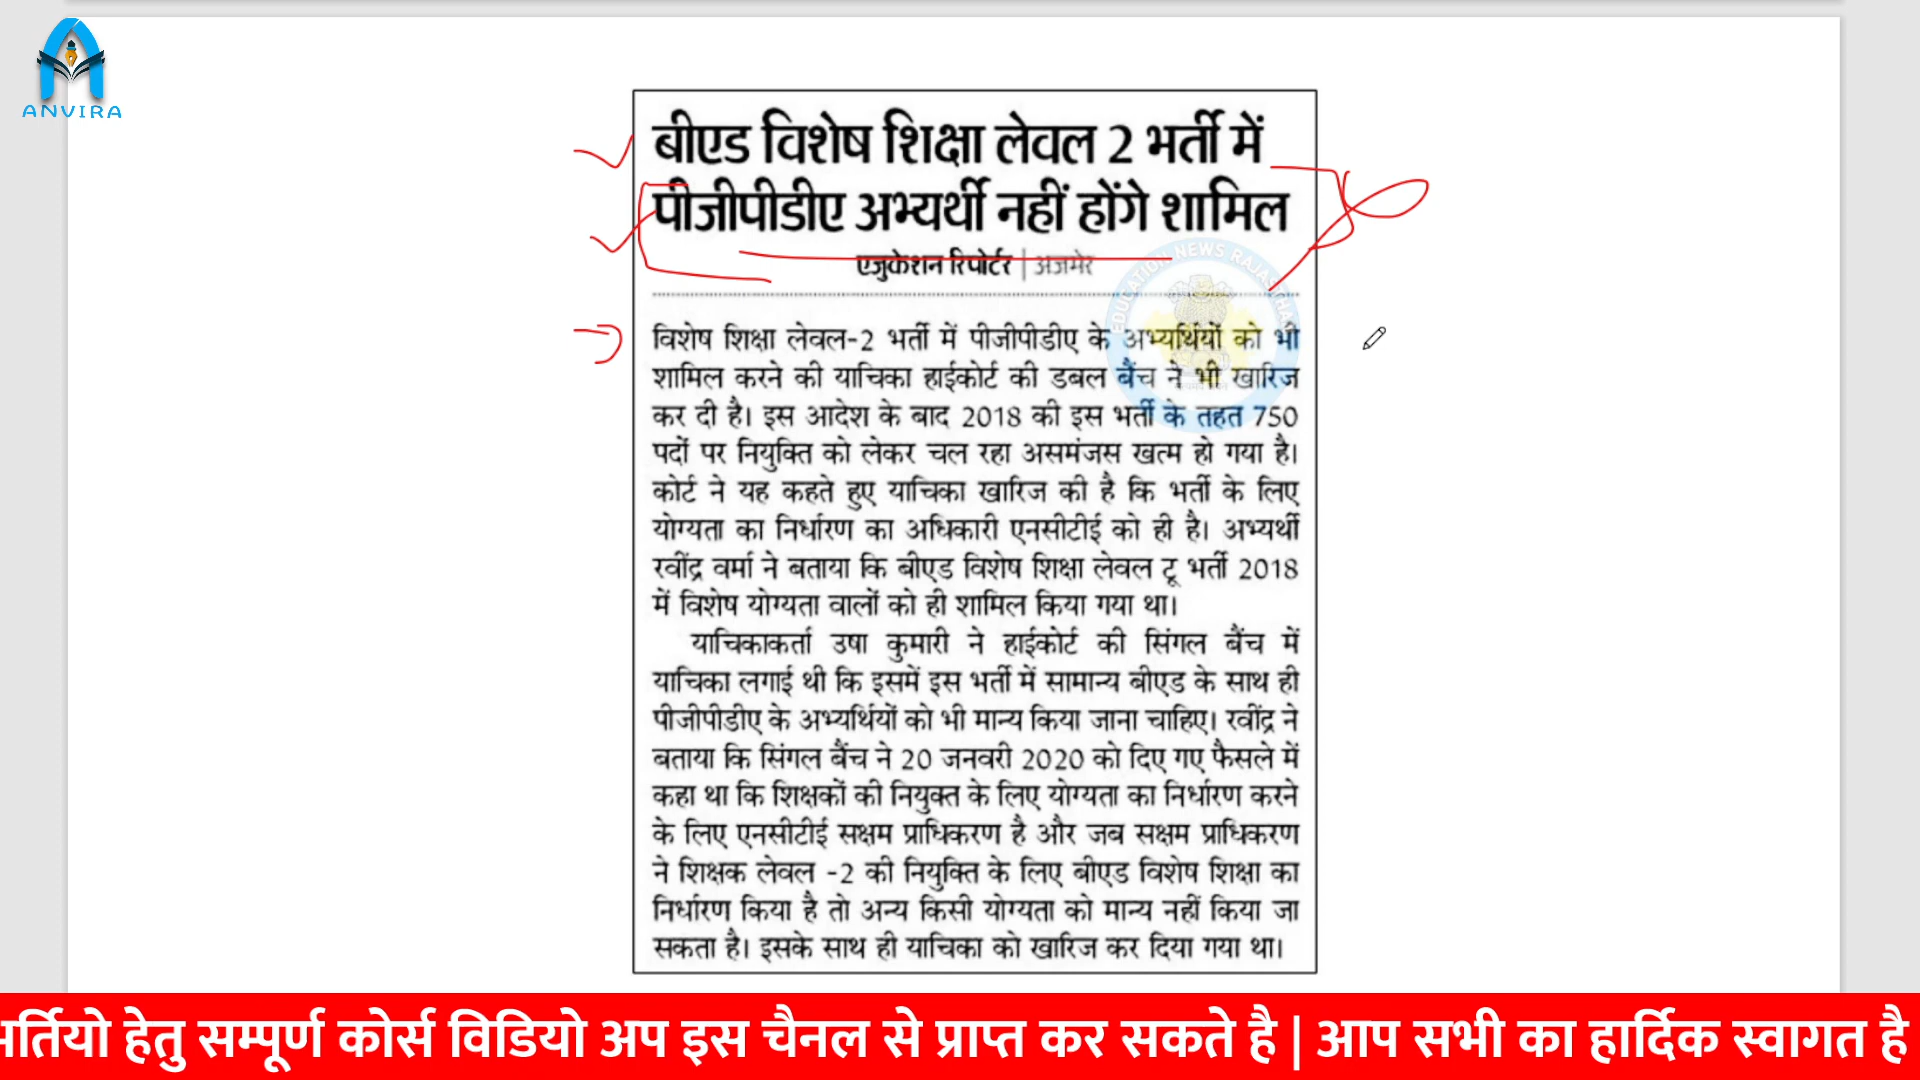 ANVIRA
बीएड विशेष शिक्षा लेवल 2 भर्ती में
पीजीपीडीए अभ्यर्थी नहीं होंगे शामिल
एजुकेशन रिपोर्टर | अजमेर
EDUCATION NEWS RAJASTHAN
विशेष शिक्षा लेवल-2 भर्ती में पीजीपीडीए के अभ्यर्थियों को भी
शामिल करने की याचिका हाईकोर्ट की डबल बैंच ने भी खारिज
कर दी है। इस आदेश के बाद 2018 की इस भर्ती के तहत 750
पदों पर नियुक्ति को लेकर चल रहा असमंजस खत्म हो गया है।
कोर्ट ने यह कहते हुए याचिका खारिज की है कि भर्ती के लिए
योग्यता का निर्धारण का अधिकारी एनसीटीई को ही है। अभ्यर्थी
रवींद्र वर्मा ने बताया कि बीएड विशेष शिक्षा लेवल टू भर्ती 2018
में विशेष योग्यता वालों को ही शामिल किया गया था।
याचिकाकर्ता उषा कुमारी ने हाईकोर्ट की सिंगल बैंच में
याचिका लगाई थी कि इसमें इस भर्ती में सामान्य बीएड के साथ ही
पीजीपीडीए के अभ्यर्थियों को भी मान्य किया जाना चाहिए। रवींद्र ने
बताया कि सिंगल बैंच ने 20 जनवरी 2020 को दिए गए फैसले में
कहा था कि शिक्षकों की नियुक्त के लिए योग्यता का निर्धारण करने
के लिए एनसीटीई सक्षम प्राधिकरण है और जब सक्षम प्राधिकरण
ने शिक्षक लेवल -2 की नियुक्ति के लिए बीएड विशेष शिक्षा का
निर्धारण किया है तो अन्य किसी योग्यता को मान्य नहीं किया जा
सकता है। इसके साथ ही याचिका को खारिज कर दिया गया था।
हेतु सम्पूर्ण कोर्स विडियो अप इस चैनल से प्राप्त कर सकते है | आप सभी का हार्दिक स्वागत है